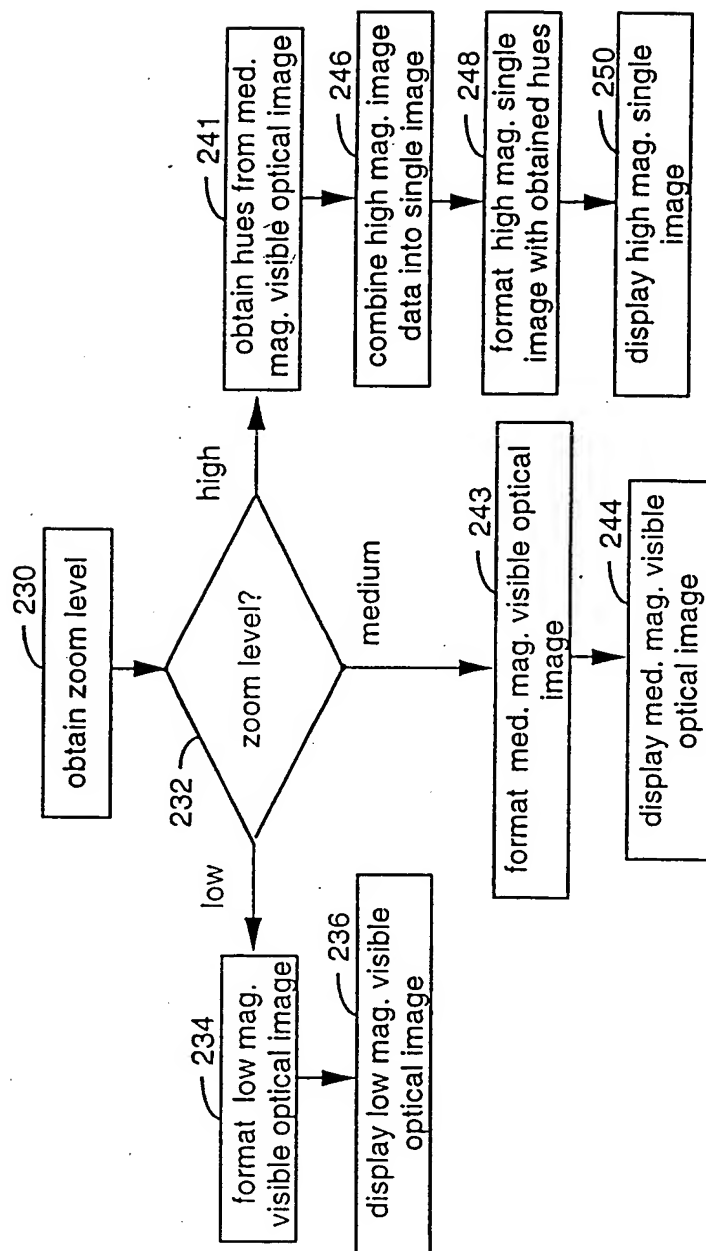 230
obtain zoom level
232
zoom level?
low
medium
high
234
format low mag.
visible optical image
236
display low mag. visible
optical image
243
format med. mag. visible optical
image
244
display med. mag. visible
optical image
241
obtain hues from med.
mag. visible optical image
246
combine high mag. image
data into single image
248
format high mag. single
image with obtained hues
250
display high mag. single
image